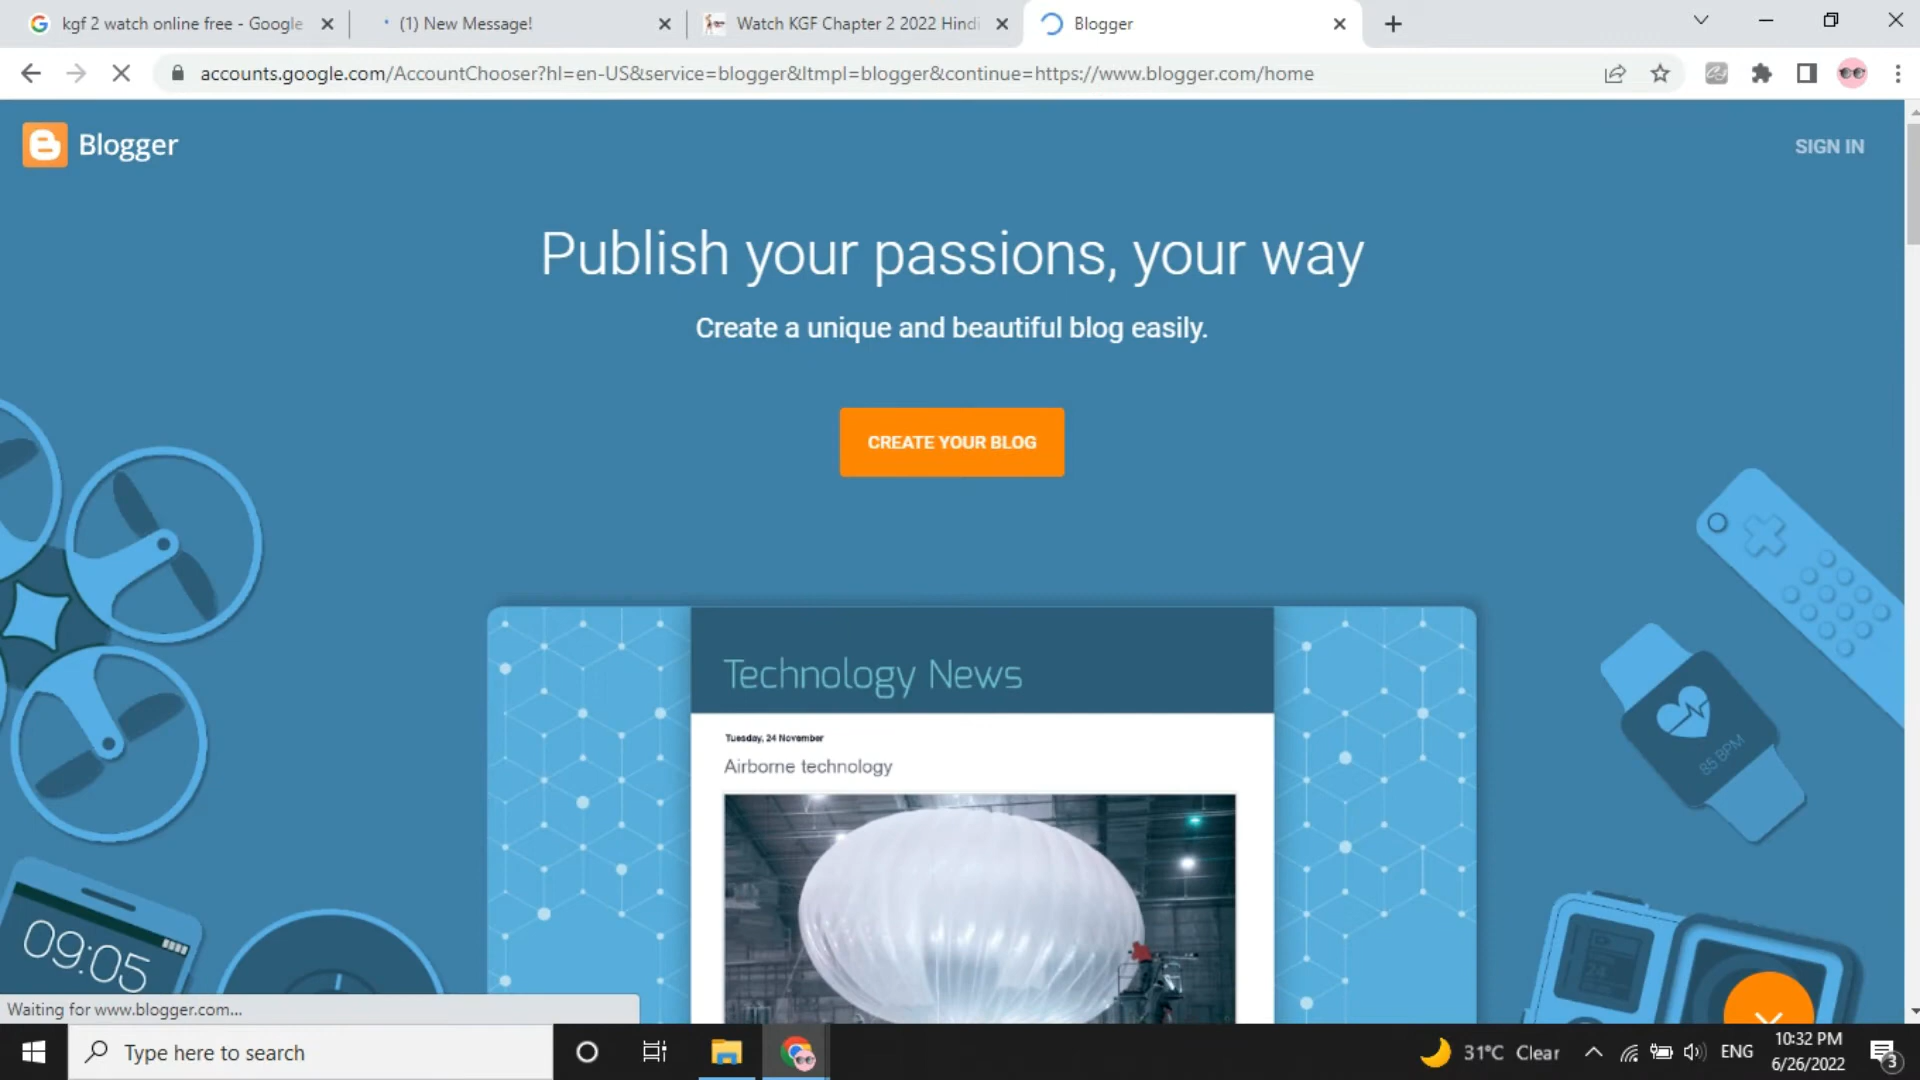 kgf 2 watch online free - Google
(1) New Message!
Watch KGF Chapter 2 2022 Hindi
Blogger
accounts.google.com/AccountChooser?hl=en-US&service=blogger&ltmpl=blogger&continue=https://www.blogger.com/home
Blogger
SIGN IN
Publish your passions, your way
Create a unique and beautiful blog easily.
CREATE YOUR BLOG
Technology News
Tuesday, 24 November
Airborne technology
85 BPM
09:05
24
Waiting for www.blogger.com...
Type here to search
31°C Clear
ENG
10:32 PM
6/26/2022
3